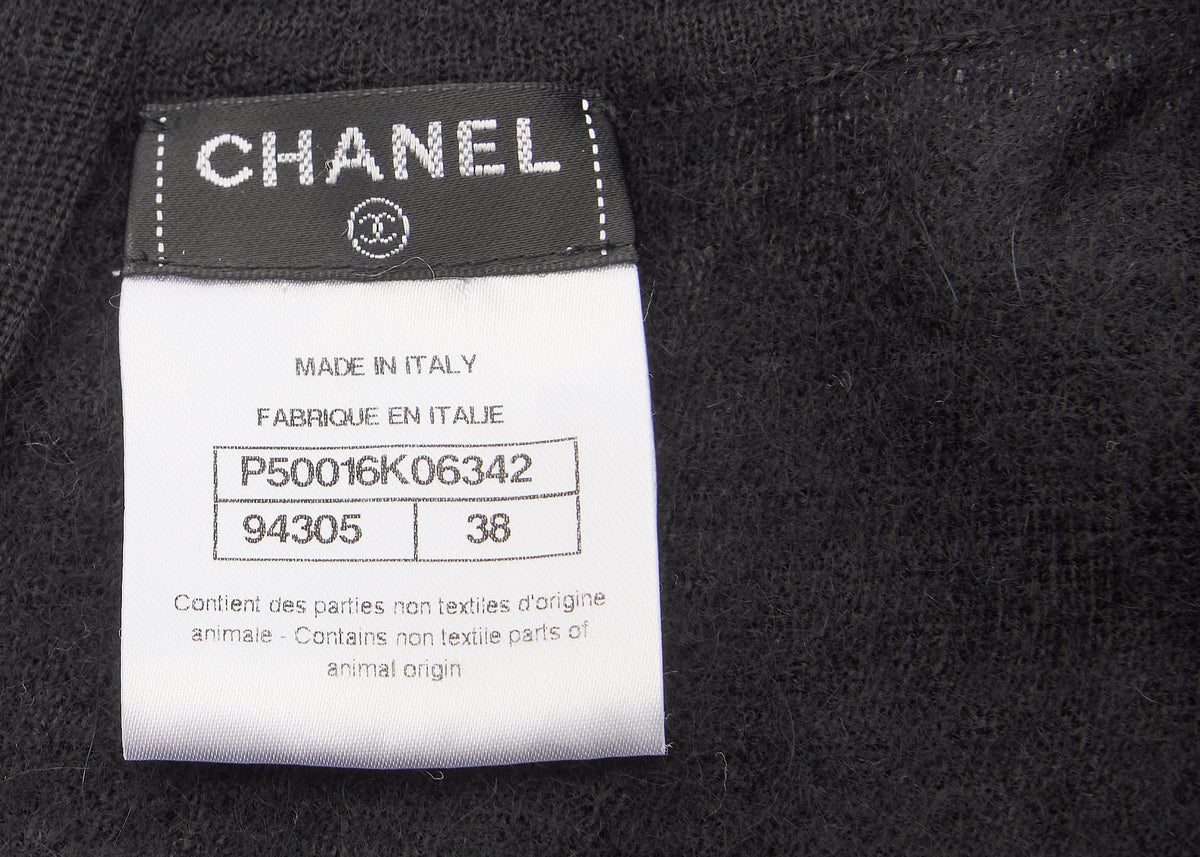 CHANEL
MADE IN ITALY
FABRIQUE EN ITALIE
P50016K06342
94305 38
Contient des parties non textiles d'origine
animale - Contains non textile parts of
animal origin